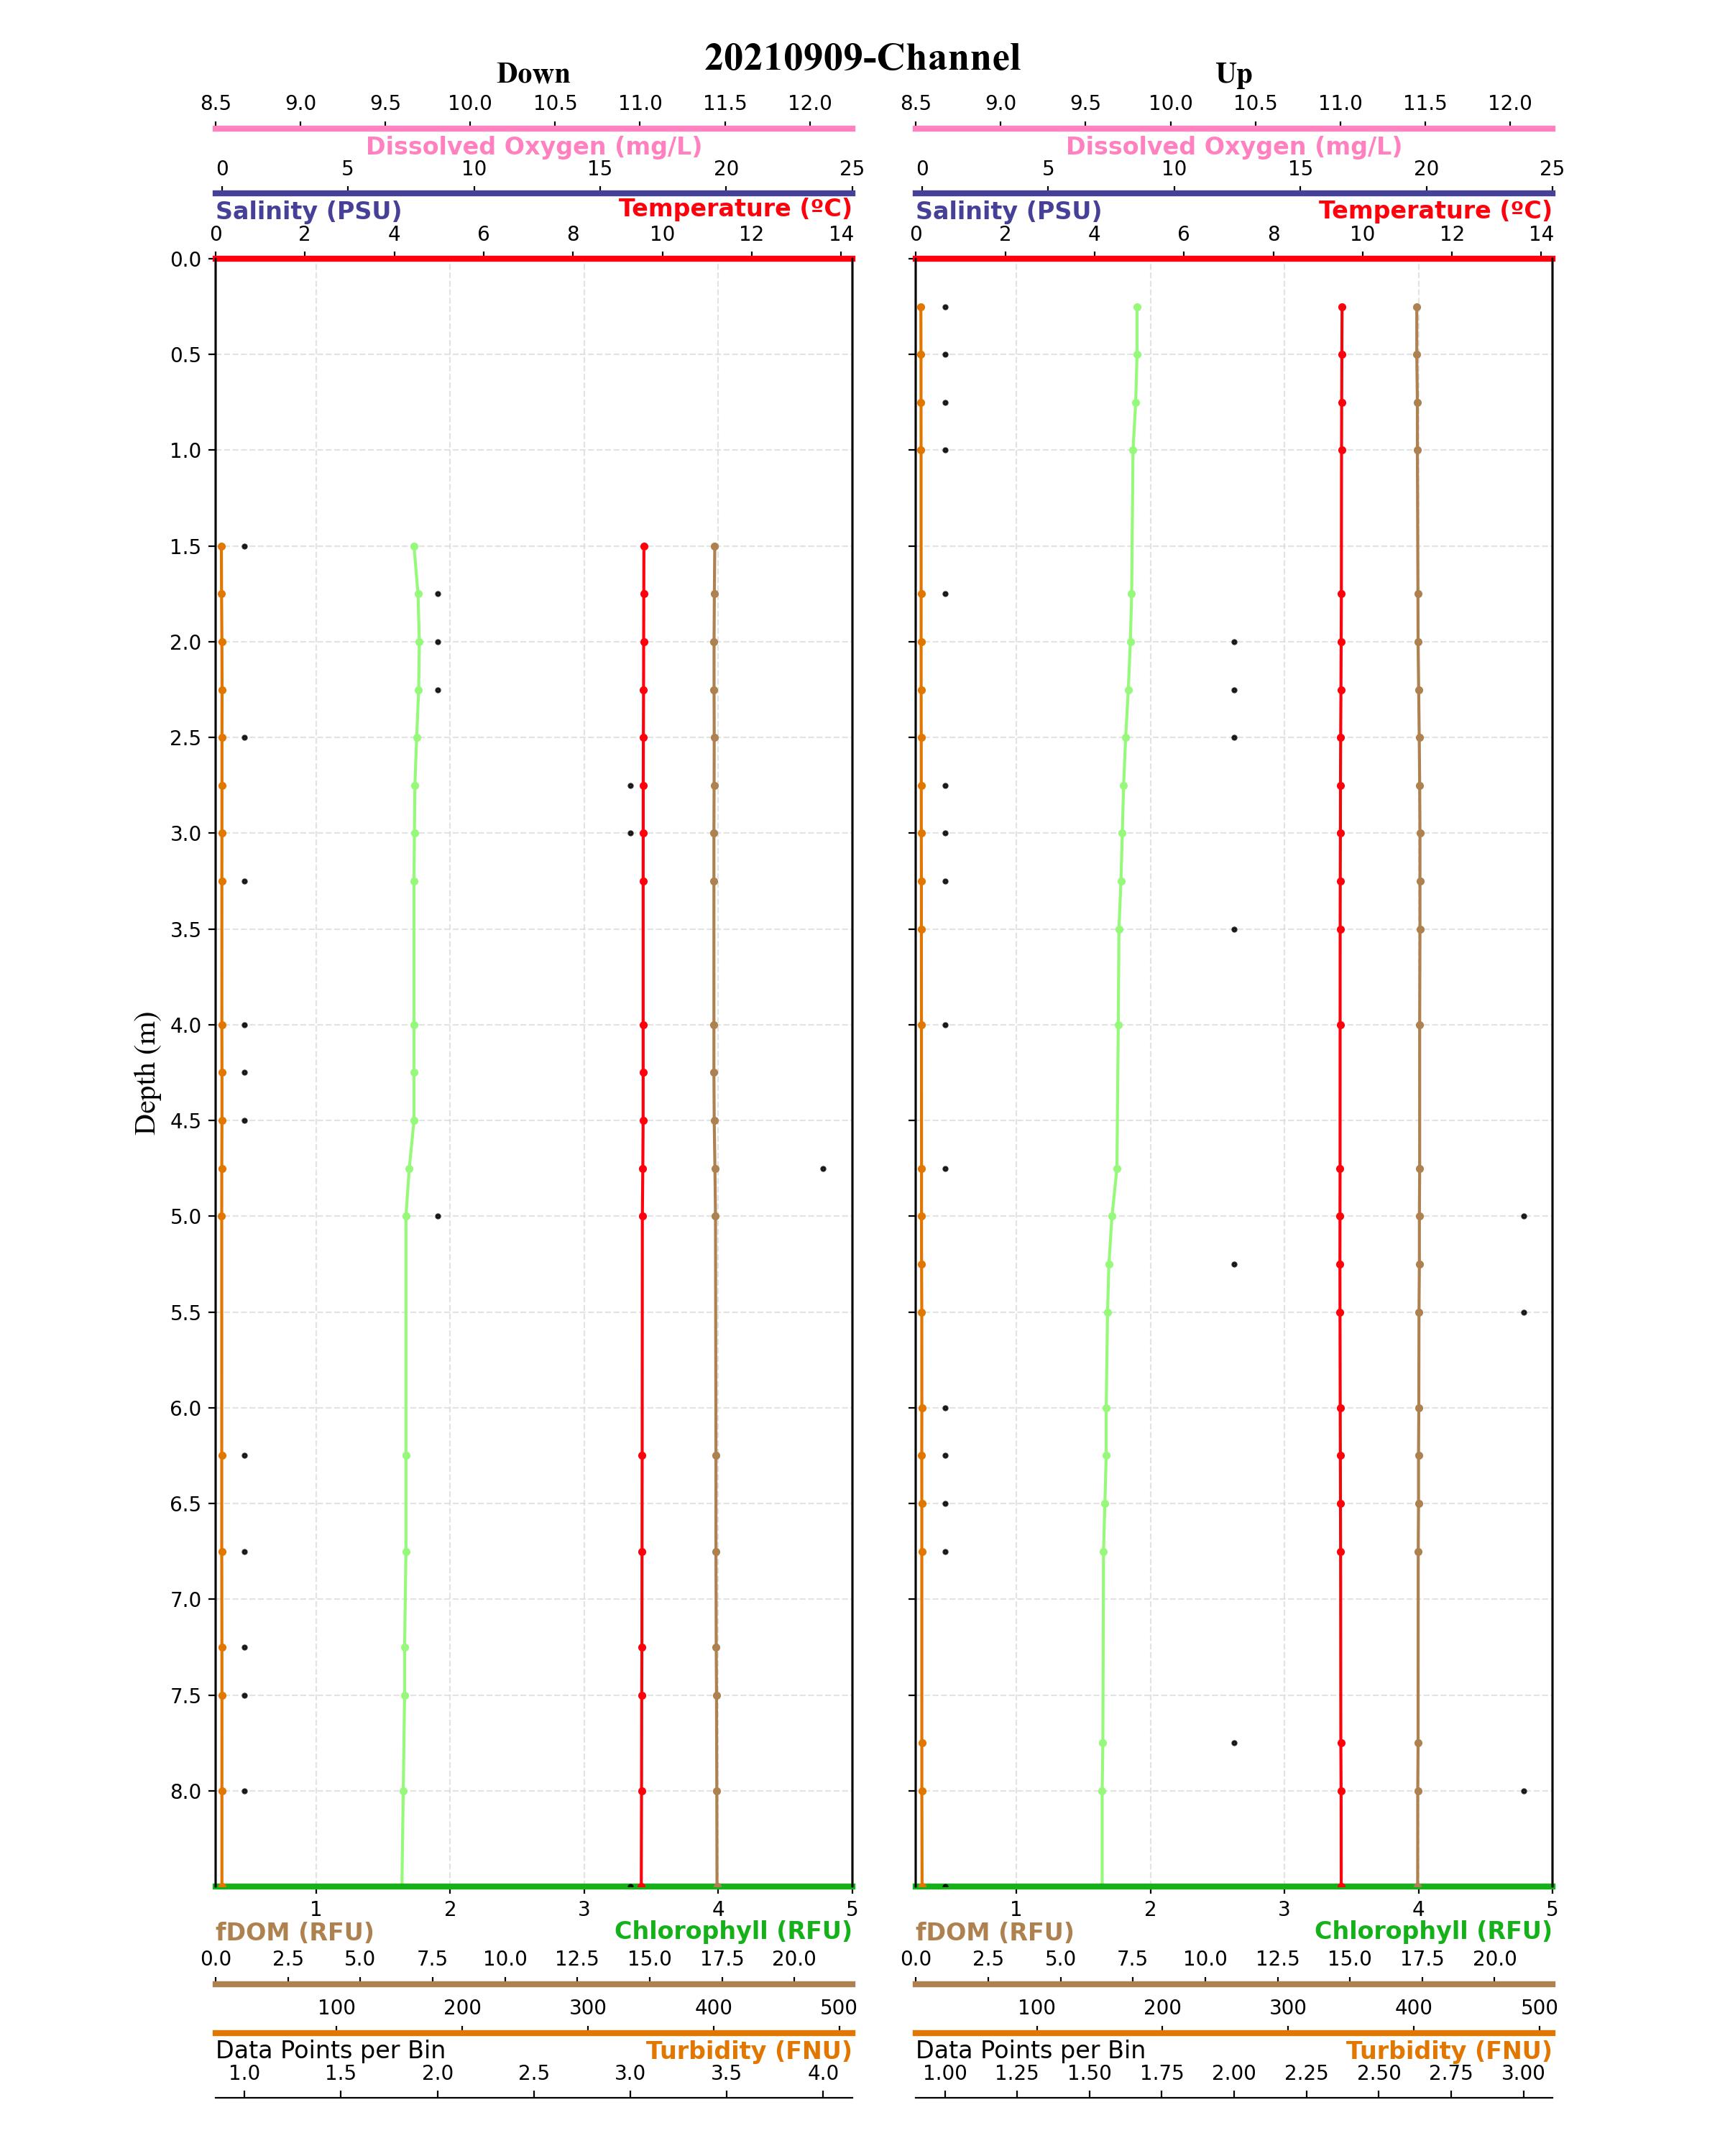 20210909-Channel
Down Up
8.5 9.0 9.5 10.0 10.5 11.0 11.5 12.0 8.5 9.0 9.5 10.0 10.5 11.0 11.5 12.0
Dissolved Oxygen (mg/L) Dissolved Oxygen (mg/L)
0 5 10 15 20 25 0 5 10 15 20 25
Salinity (PSU) Temperature (ºC) Salinity (PSU) Temperature (ºC)
0 2 4 6 8 10 12 14 0 2 4 6 8 10 12 14
0.0
0.5
1.0
1.5
2.0
2.5
3.0
3.5
4.0
Depth (m)
4.5
5.0
5.5
6.0
6.5
7.0
7.5
8.0
1 2 3 4 5 1 2 3 4 5
fDOM (RFU) Chlorophyll (RFU) fDOM (RFU) Chlorophyll (RFU)
0.0 2.5 5.0 7.5 10.0 12.5 15.0 17.5 20.0 0.0 2.5 5.0 7.5 10.0 12.5 15.0 17.5 20.0
100 200 300 400 500 100 200 300 400 500
Data Points per Bin Turbidity (FNU) Data Points per Bin Turbidity (FNU)
1.0 1.5 2.0 2.5 3.0 3.5 4.0 1.00 1.25 1.50 1.75 2.00 2.25 2.50 2.75 3.00